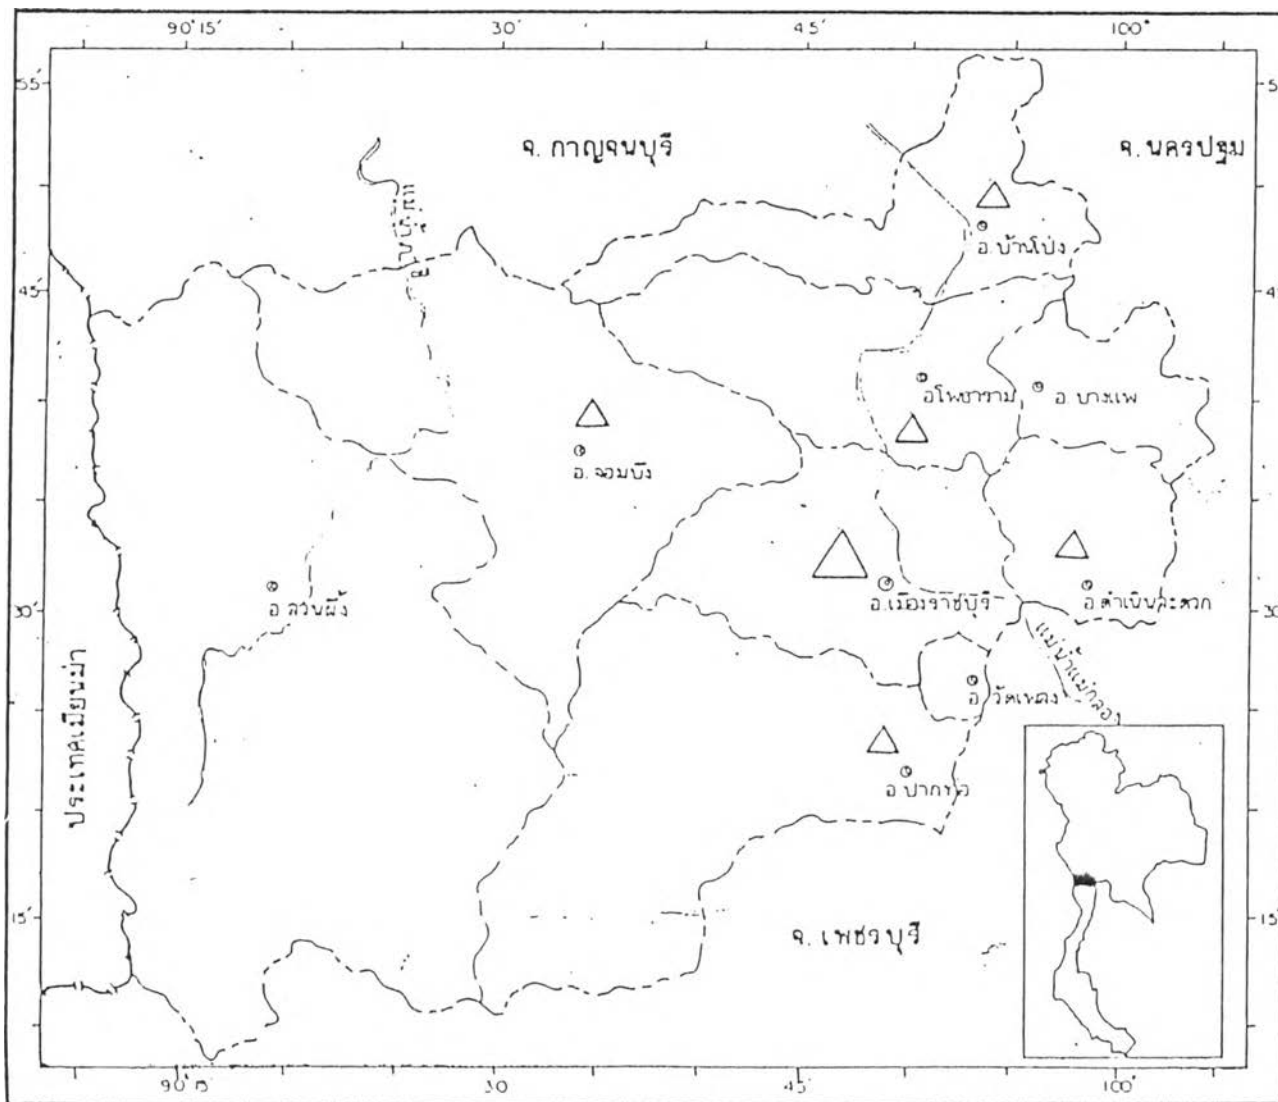 90°15′ 30′ 45′ 100°
55′
จ. กาญจนบุรี
จ. นครปฐม
อ.บ้านโป่ง
45′
อ โพธาราม
อ. บางแพ
อ. จอมบึง
อ. สวนผึ้ง
อ.เมืองราชบุรี
อ ดำเนินสะดวก
30′ 30
แม่น้ำแม่กลอง
อ. วัดเพลง
ประเทศเมียนม่า
อ ปากท่อ
15′ 15
จ. เพชรบุรี
90°15 30′ 45′ 100°